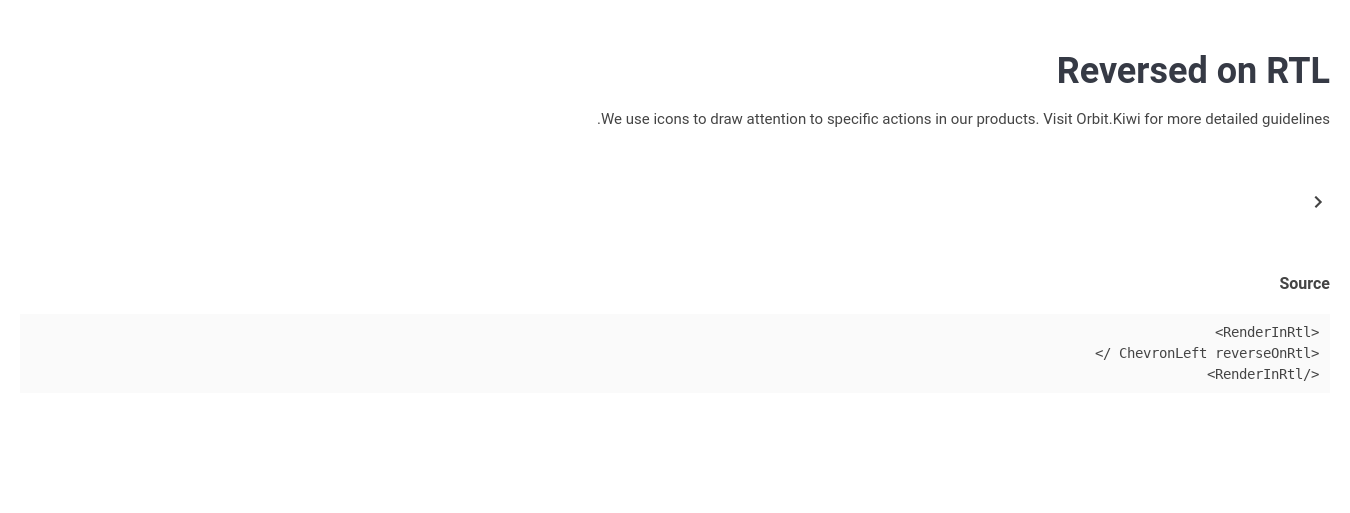 Reversed on RTL
.We use icons to draw attention to specific actions in our products. Visit Orbit.Kiwi for more detailed guidelines
Source
<RenderInRtl>
</ ChevronLeft reverseOnRtl>
<RenderInRtl/>